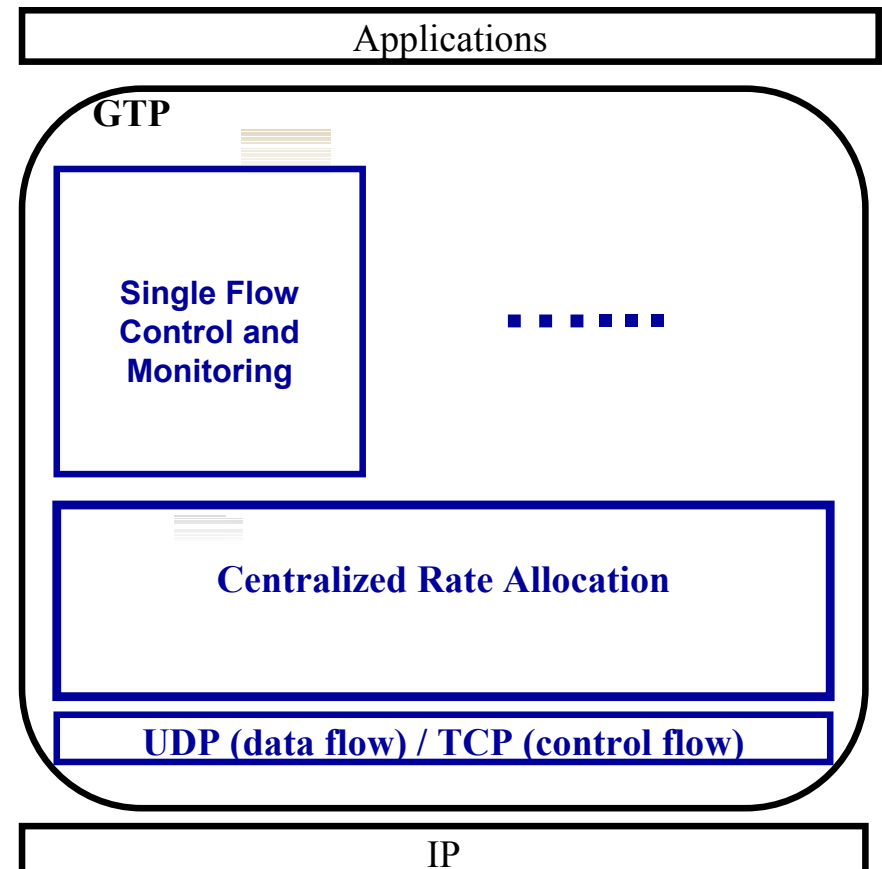 Applications
GTP
Single Flow
Control and
Monitoring
......
Centralized Rate Allocation
UDP (data flow) / TCP (control flow)
IP